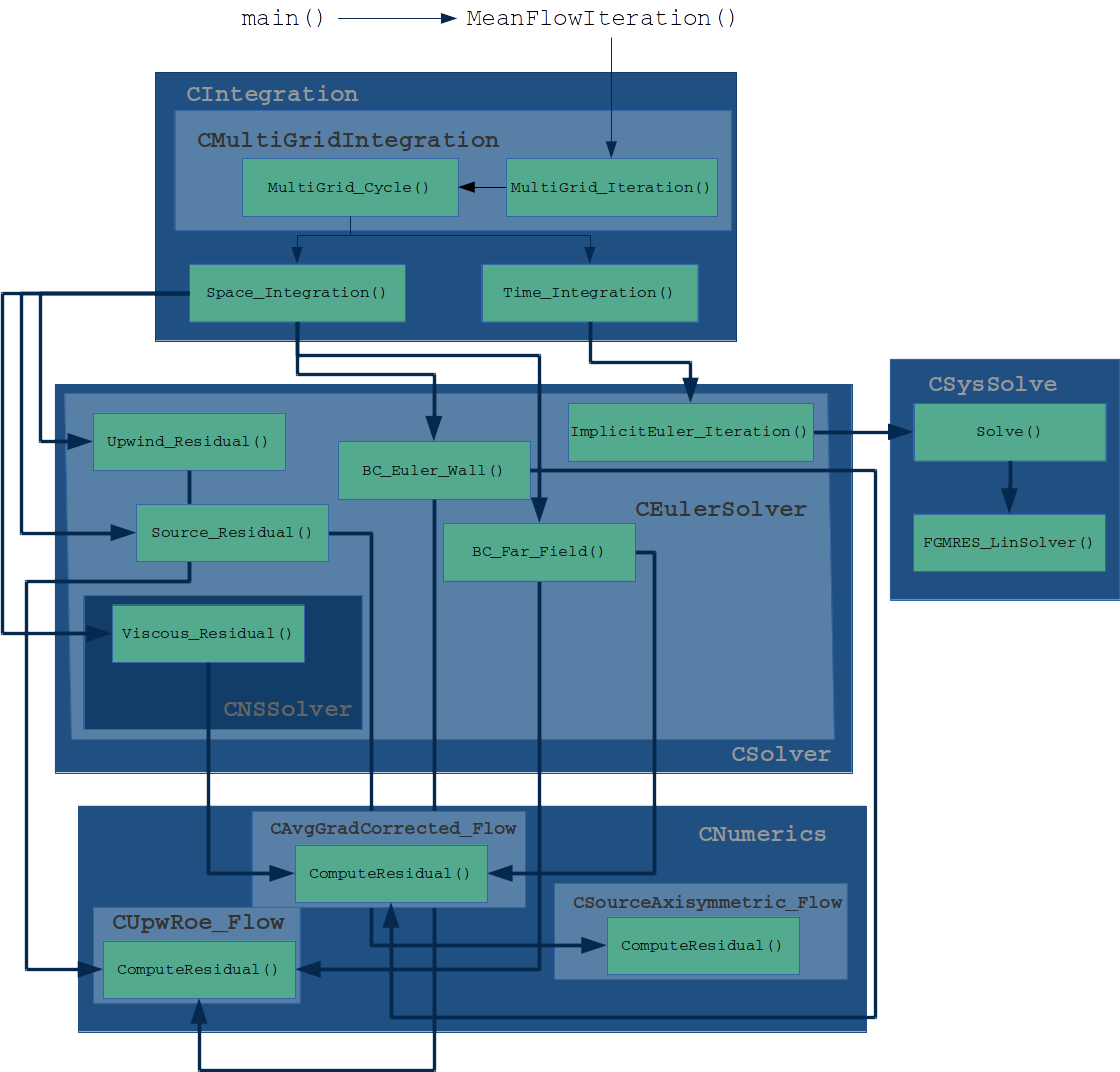 main() MeanFlowIteration()
CIntegration
CMultiGridIntegration
MultiGrid_Cycle() MultiGrid_Iteration()
Space_Integration() Time_Integration()
CSysSolve
Solve()
FGMRES_LinSolver()
ImplicitEuler_Iteration()
Upwind_Residual()
BC_Euler_Wall()
CEulerSolver
Source_Residual()
BC_Far_Field()
Viscous_Residual()
CNSSolver
CSolver
CNumerics
CAvgGradCorrected_Flow
ComputeResidual()
CSourceAxisymmetric_Flow
ComputeResidual()
CUpwRoe_Flow
ComputeResidual()